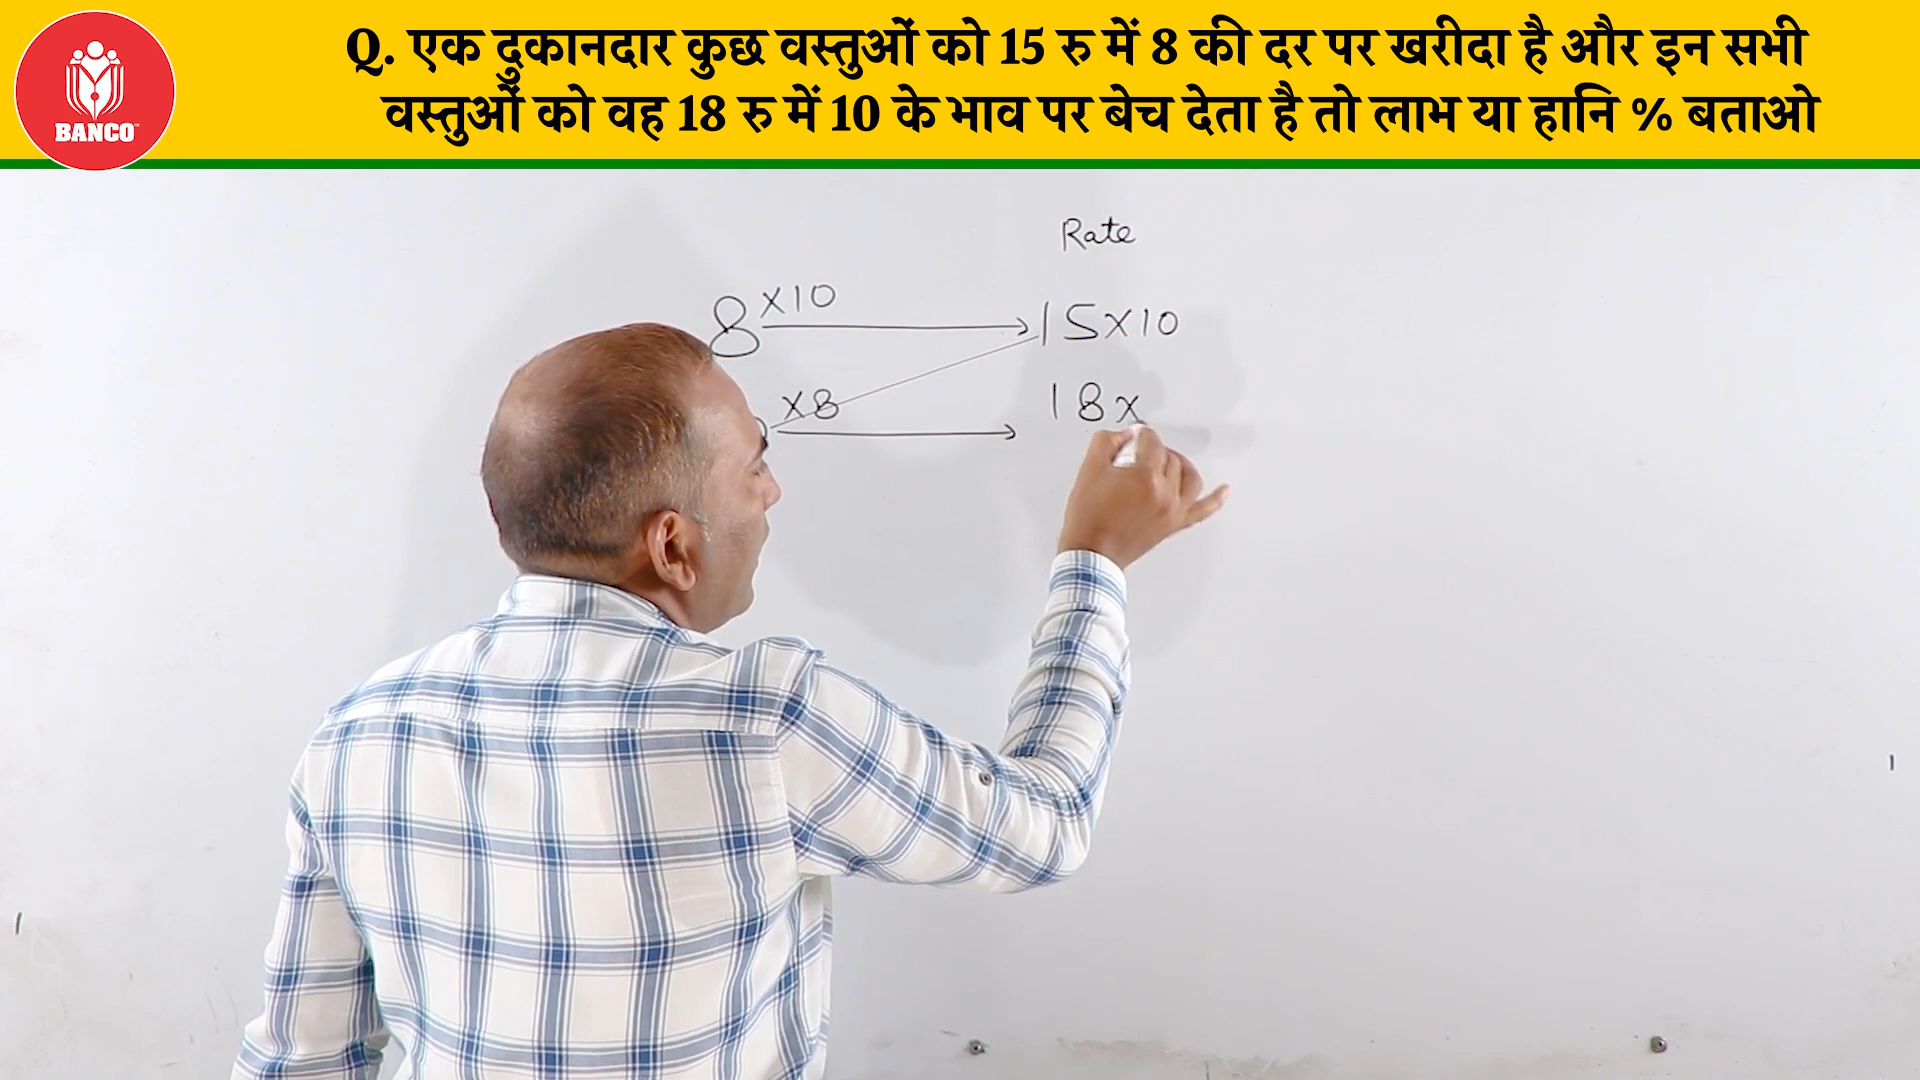 Q. एक दुकानदार कुछ वस्तुओं को 15 रु में 8 की दर पर खरीदा है और इन सभी
वस्तुओं को वह 18 रु में 10 के भाव पर बेच देता है तो लाभ या हानि % बताओ
BANCO
Rate
8 ×10 → 15×10
×8 → 18×